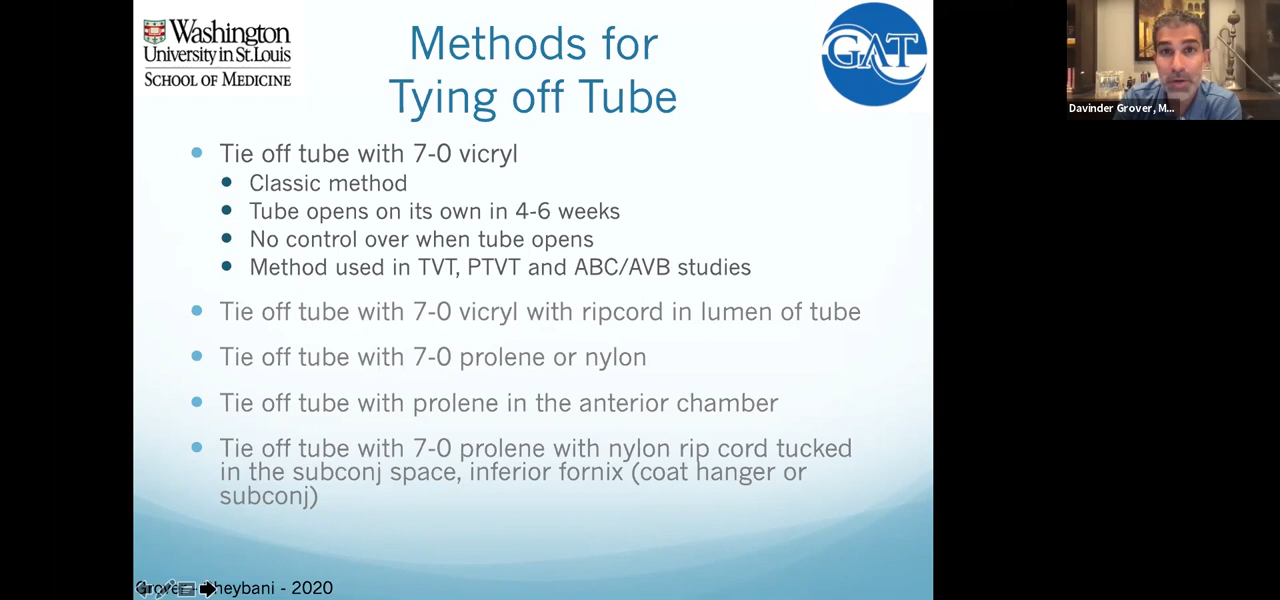 Washington
University in St. Louis
SCHOOL OF MEDICINE
Methods for
Tying off Tube
GAT
Davinder Grover, M...
Tie off tube with 7-0 vicryl
Classic method
Tube opens on its own in 4-6 weeks
No control over when tube opens
Method used in TVT, PTVT and ABC/AVB studies
Tie off tube with 7-0 vicryl with ripcord in lumen of tube
Tie off tube with 7-0 prolene or nylon
Tie off tube with prolene in the anterior chamber
Tie off tube with 7-0 prolene with nylon rip cord tucked
in the subconj space, inferior fornix (coat hanger or
subconj)
- 2020